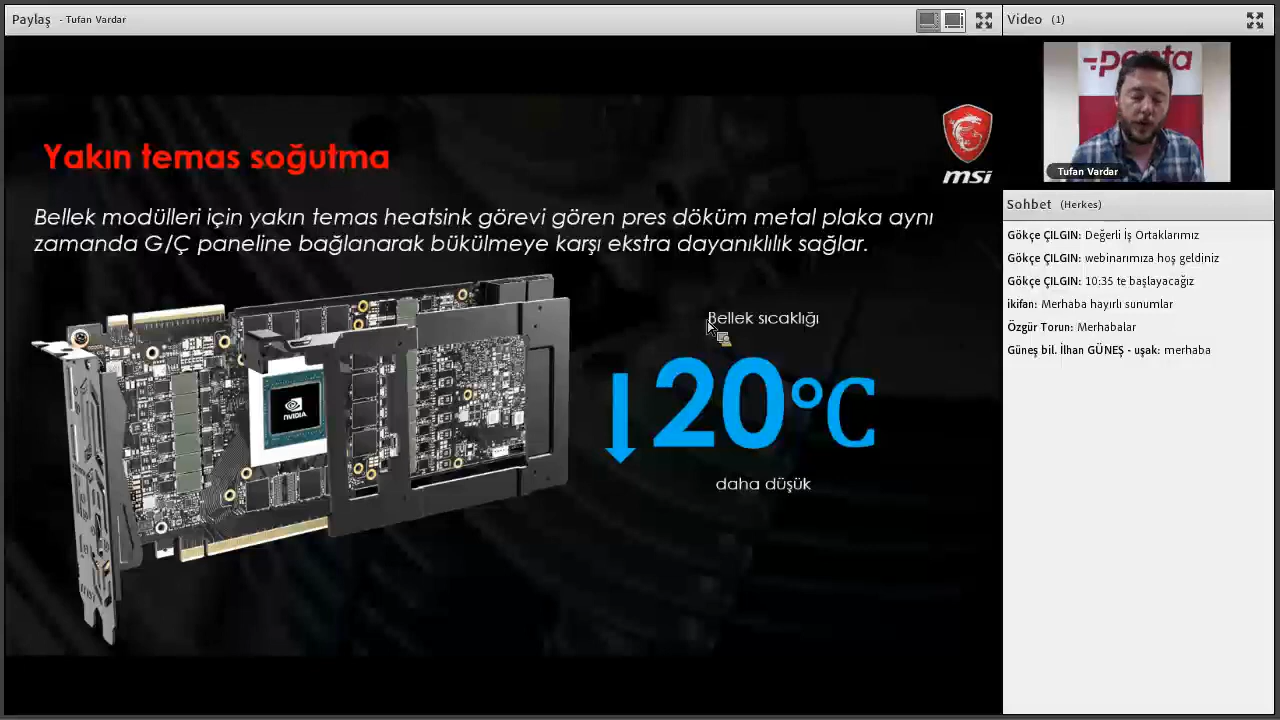 Paylaş - Tufan Vardar
Video (1)
penta
Tufan Vardar
msi
Yakın temas soğutma
Bellek modülleri için yakın temas heatsink görevi gören pres döküm metal plaka aynı
zamanda G/Ç paneline bağlanarak bükülmeye karşı ekstra dayanıklılık sağlar.
Bellek sıcaklığı
20°C
daha düşük
NVIDIA
Sohbet (Herkes)
Gökçe ÇILGIN: Değerli İş Ortaklarımız
Gökçe ÇILGIN: webinarımıza hoş geldiniz
Gökçe ÇILGIN: 10:35 te başlayacağız
ikifan: Merhaba hayırlı sunumlar
Özgür Torun: Merhabalar
Güneş bil. İlhan GÜNEŞ - uşak: merhaba